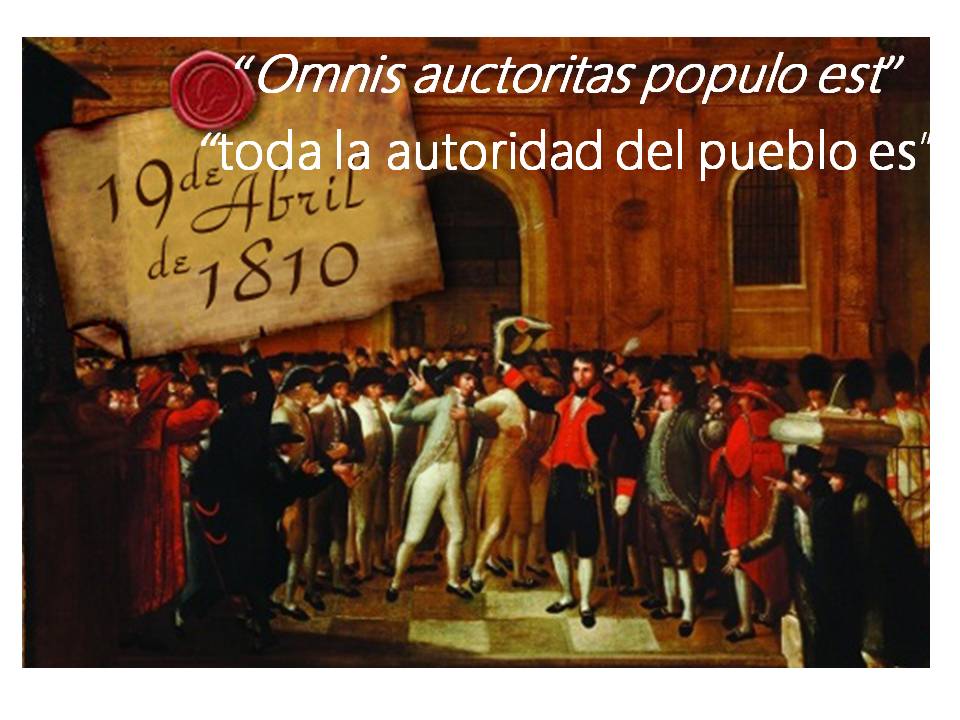 “Omnis auctoritas populo est”
“toda la autoridad del pueblo es”
19 de Abril
de 1810